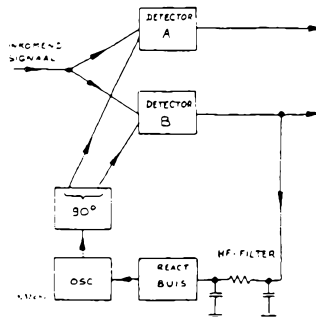 DETECTOR
A
INKOMEND
SIGNAAL
DETECTOR
B
90°
HF-FILTER
OSC
REACT
BUIS